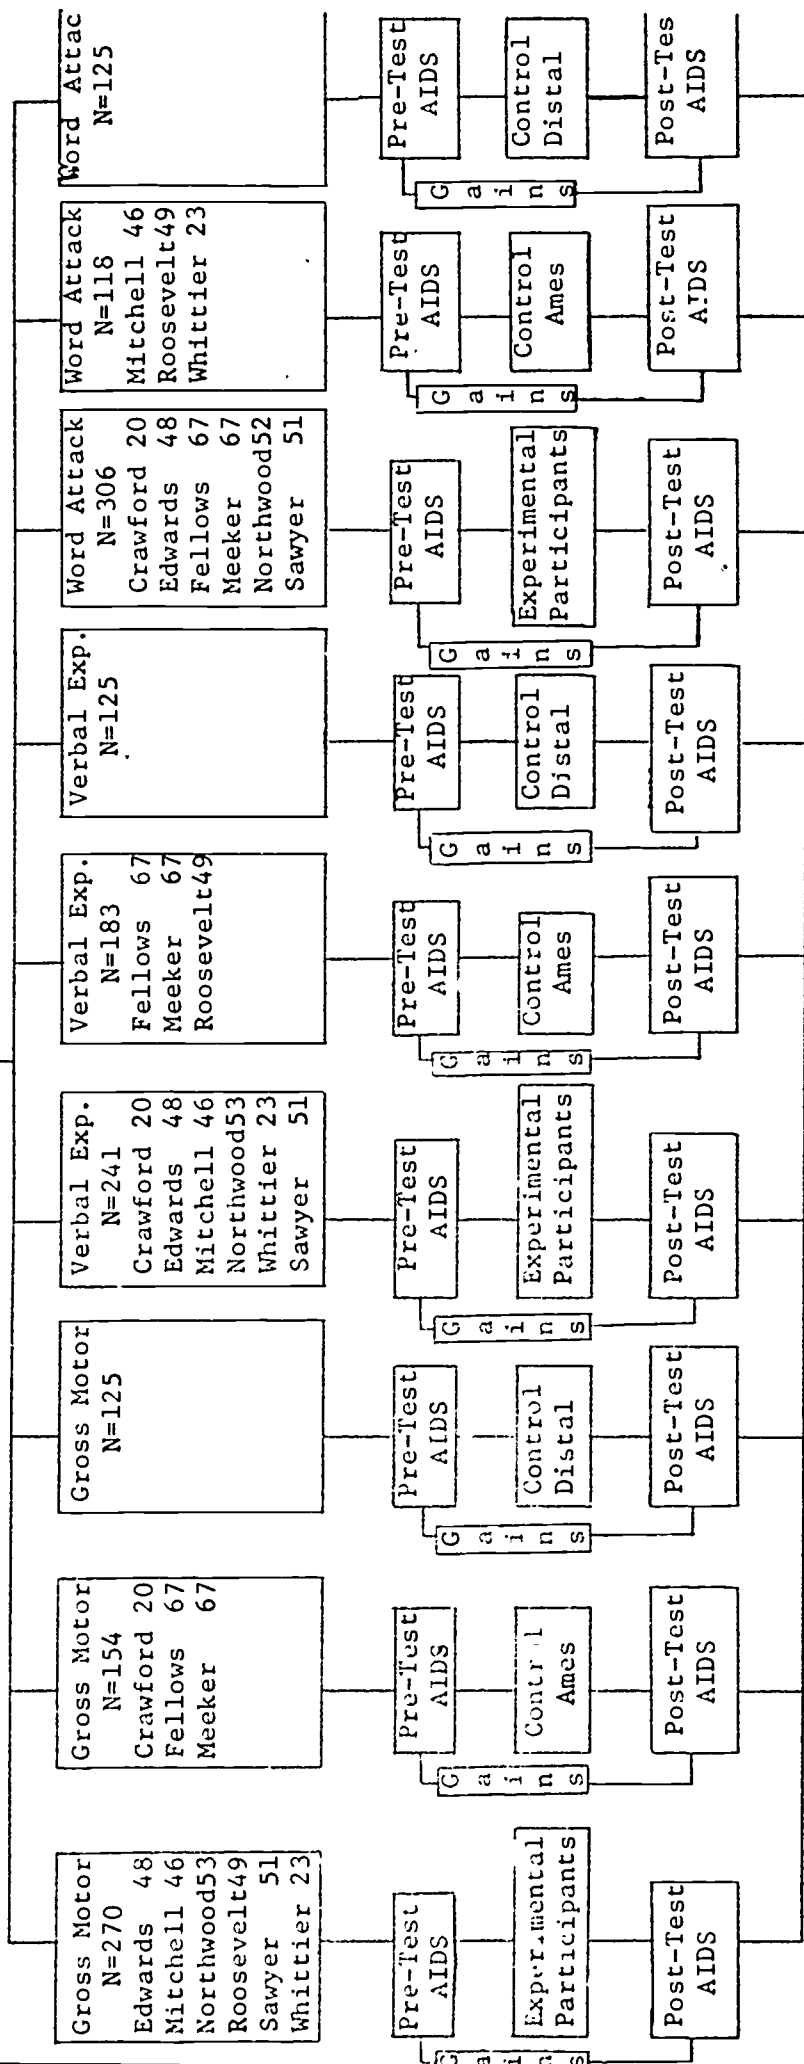 Gross Motor
N=270
Edwards 48
Mitchell 46
Northwood53
Roosevelt49
Sawyer 51
Whittier 23
Pre-Test
AIDS
Gains
Experimental
Participants
Post-Test
AIDS
Gross Motor
N=154
Crawford 20
Fellows 67
Meeker 67
Pre-Test
AIDS
Gains
Contr l
Ames
Post-Test
AIDS
Gross Motor
N=125
Pre-Test
AIDS
Gains
Control
Distal
Post-Test
AIDS
Verbal Exp.
N=241
Crawford 20
Edwards 48
Mitchell 46
Northwood53
Whittier 23
Sawyer 51
Pre-Test
AIDS
Gains
Experimental
Participants
Post-Test
AIDS
Verbal Exp.
N=183
Fellows 67
Meeker 67
Roosevelt49
Pre-Test
AIDS
Gains
Control
Ames
Post-Test
AIDS
Verbal Exp.
N=125
Pre-Test
AIDS
Gains
Control
Distal
Post-Test
AIDS
Word Attack
N=306
Crawford 20
Edwards 48
Fellows 67
Meeker 67
Northwood52
Sawyer 51
Pre-Test
AIDS
Gains
Experimental
Participants
Post-Test
AIDS
Word Attack
N=118
Mitchell 46
Roosevelt49
Whittier 23
Pre-Test
AIDS
Gains
Control
Ames
Post-Test
AIDS
Word Attac
N=125
Pre-Test
AIDS
Gains
Control
Distal
Post-Tes
AIDS